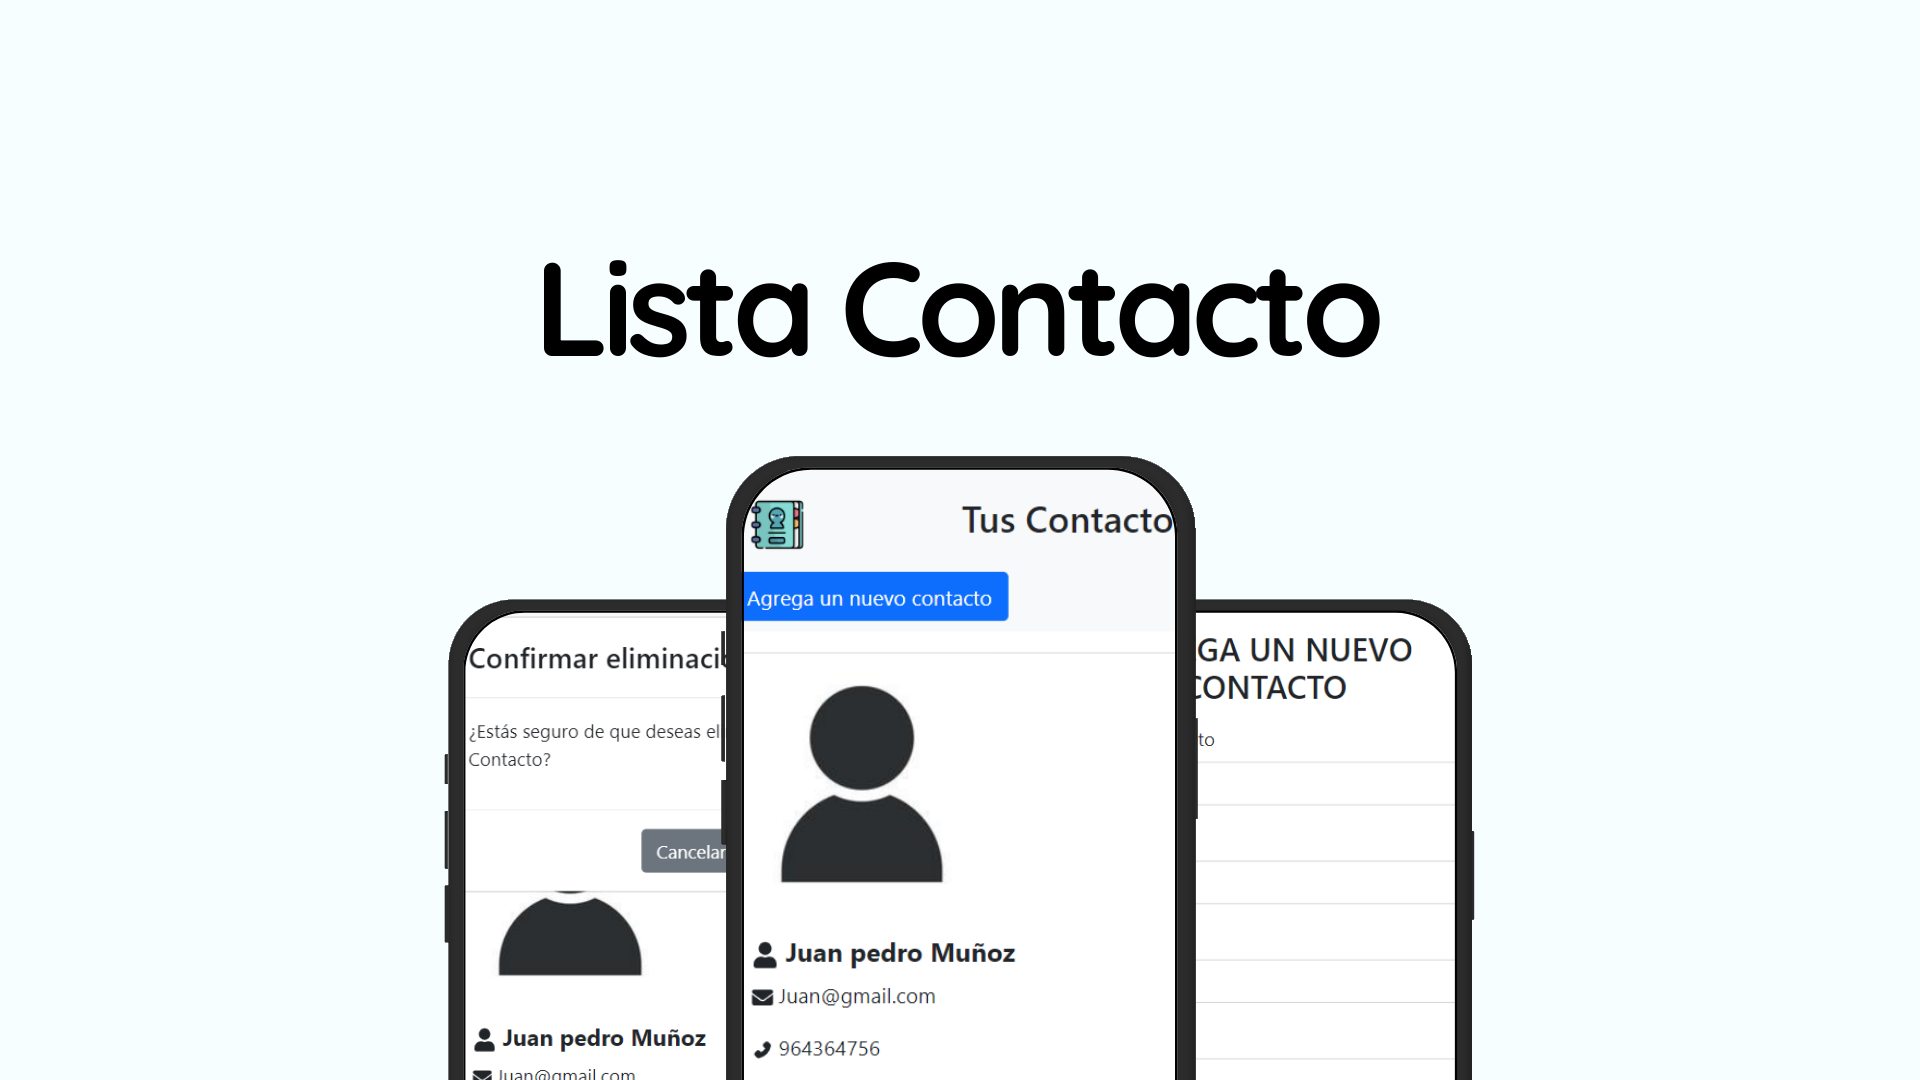 Lista Contacto
Confirmar eliminaci
¿Estás seguro de que deseas el
Contacto?
Cancelar
Juan pedro Muñoz
Juan@gmail.com
Tus Contacto
Agrega un nuevo contacto
Juan pedro Muñoz
Juan@gmail.com
964364756
GA UN NUEVO
CONTACTO
to